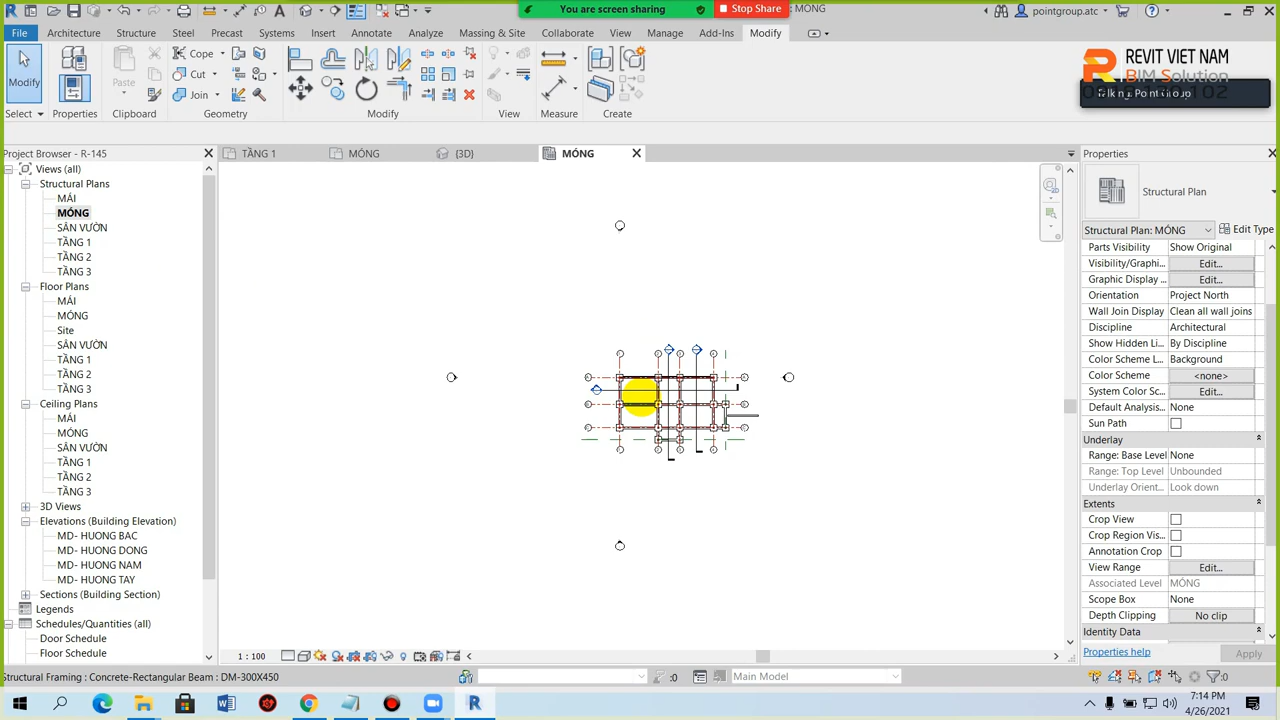 You are screen sharing
Stop Share
MÓNG
pointgroup.atc
File
Architecture
Structure
Steel
Precast
Systems
Insert
Annotate
Analyze
Massing & Site
Collaborate
View
Manage
Add-Ins
Modify
REVIT VIET NAM
BIM Solution
Talking: Point Group
Modify
Paste
Cope
Cut
Join
Select
Properties
Clipboard
Geometry
Modify
View
Measure
Create
Project Browser - R-145
TẦNG 1
MÓNG
(3D)
MÓNG
Properties
Views (all)
Structural Plans
MÁI
MÓNG
SÂN VƯỜN
TẦNG 1
TẦNG 2
TẦNG 3
Floor Plans
MÁI
MÓNG
Site
SÂN VƯỜN
TẦNG 1
TẦNG 2
TẦNG 3
Ceiling Plans
MÁI
MÓNG
SÂN VƯỜN
TẦNG 1
TẦNG 2
TẦNG 3
3D Views
Elevations (Building Elevation)
MD- HUONG BAC
MD- HUONG DONG
MD- HUONG NAM
MD- HUONG TAY
Sections (Building Section)
Legends
Schedules/Quantities (all)
Door Schedule
Floor Schedule
Structural Plan
Structural Plan: MÓNG
Edit Type
Parts Visibility Show Original
Visibility/Graphi... Edit...
Graphic Display ... Edit...
Orientation Project North
Wall Join Display Clean all wall joins
Discipline Architectural
Show Hidden Li... By Discipline
Color Scheme L... Background
Color Scheme <none>
System Color Sc... Edit...
Default Analysis... None
Sun Path
Underlay
Range: Base Level None
Range: Top Level Unbounded
Underlay Orient... Look down
Extents
Crop View
Crop Region Vis...
Annotation Crop
View Range Edit...
Associated Level MÓNG
Scope Box None
Depth Clipping No clip
Identity Data
Properties help
Apply
1 : 100
Structural Framing : Concrete-Rectangular Beam : DM-300X450
:0
Main Model
:0
7:14 PM
4/26/2021